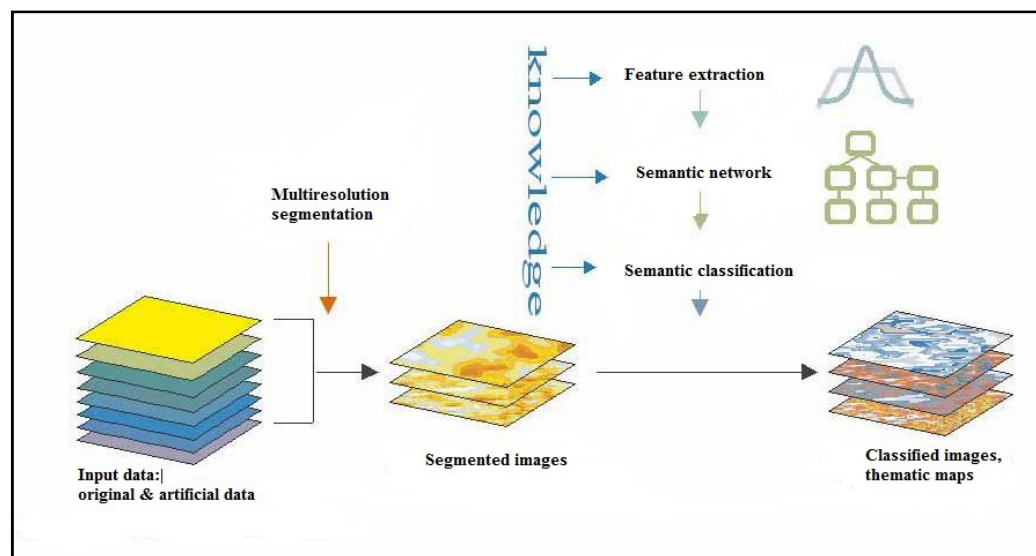 knowledge
Feature extraction
Semantic network
Multiresolution
segmentation
Semantic classification
Segmented images
Input data:|
original & artificial data
Classified images,
thematic maps